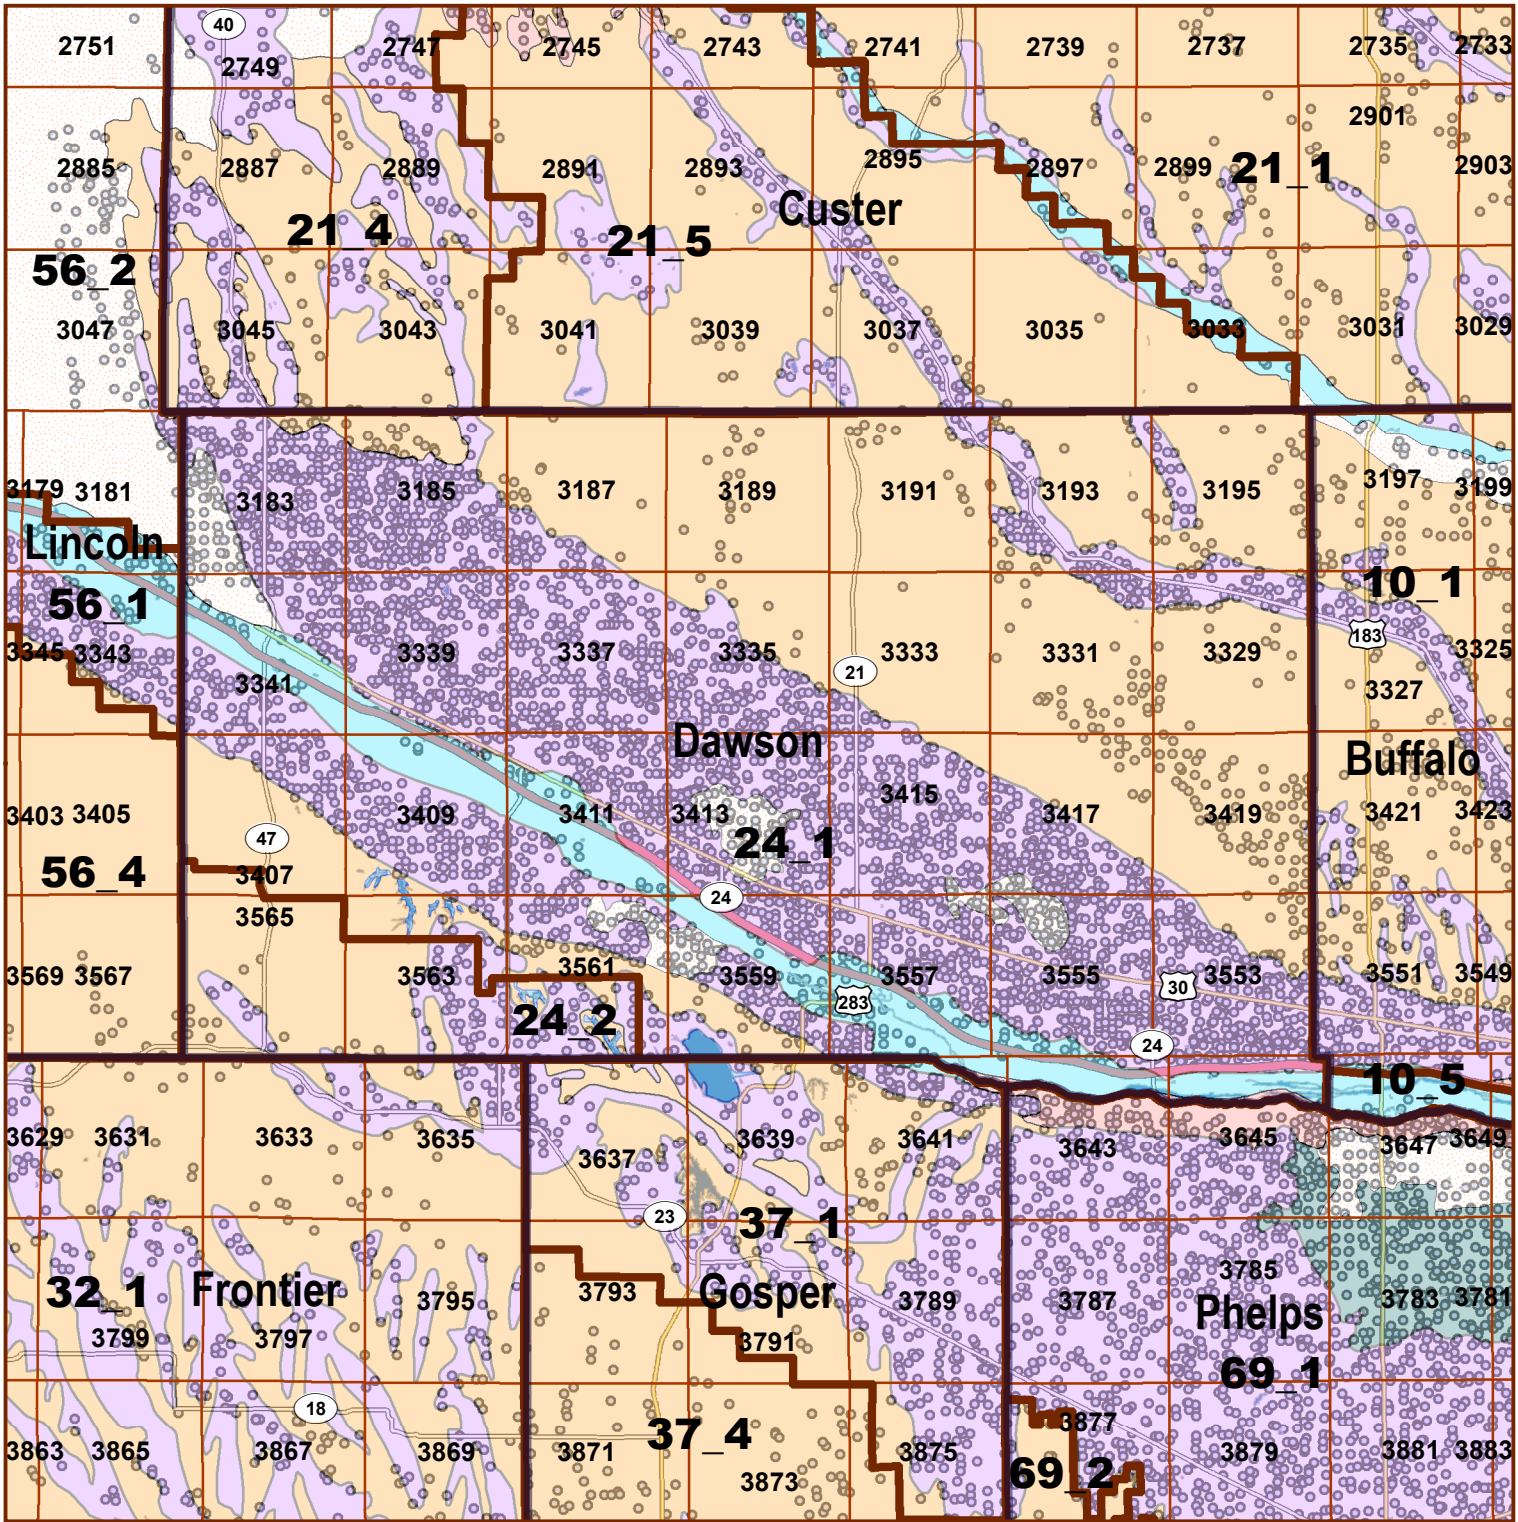 40
2751 2749 2747 2745 2743 2741 2739 2737 2735 2733
2901
2885 2887 2889 2891 2893 2895 2897 2899 21_1 2903
21_4 21_5 Custer
56_2
3047 3045 3043 3041 3039 3037 3035 3033 3031 3029
3179 3181 3183 3185 3187 3189 3191 3193 3195 3197 3199
Lincoln
56_1 10_1
183
3345 3343 3341 3339 3337 3335 21 3333 3331 3329 3327 3325
Dawson Buffalo
3403 3405 47 3409 3411 3413 3415 3417 3419 3421 3423
24_1
56_4 3407
24
3565
3569 3567 3563 3561 3559 3557 3555 30 3553 3551 3549
24_2 283
24
10_5
3629 3631 3633 3635 3637 3639 3641 3643 3645 3647 3649
23 37_1
32_1 Frontier 3795 3793 Gosper 3789 3787 3785 3783 3781
Phelps
3799 3797 3791
69_1
18
37_4 3877
3863 3865 3867 3869 3871 3873 3875 3879 3881 3883
69_2